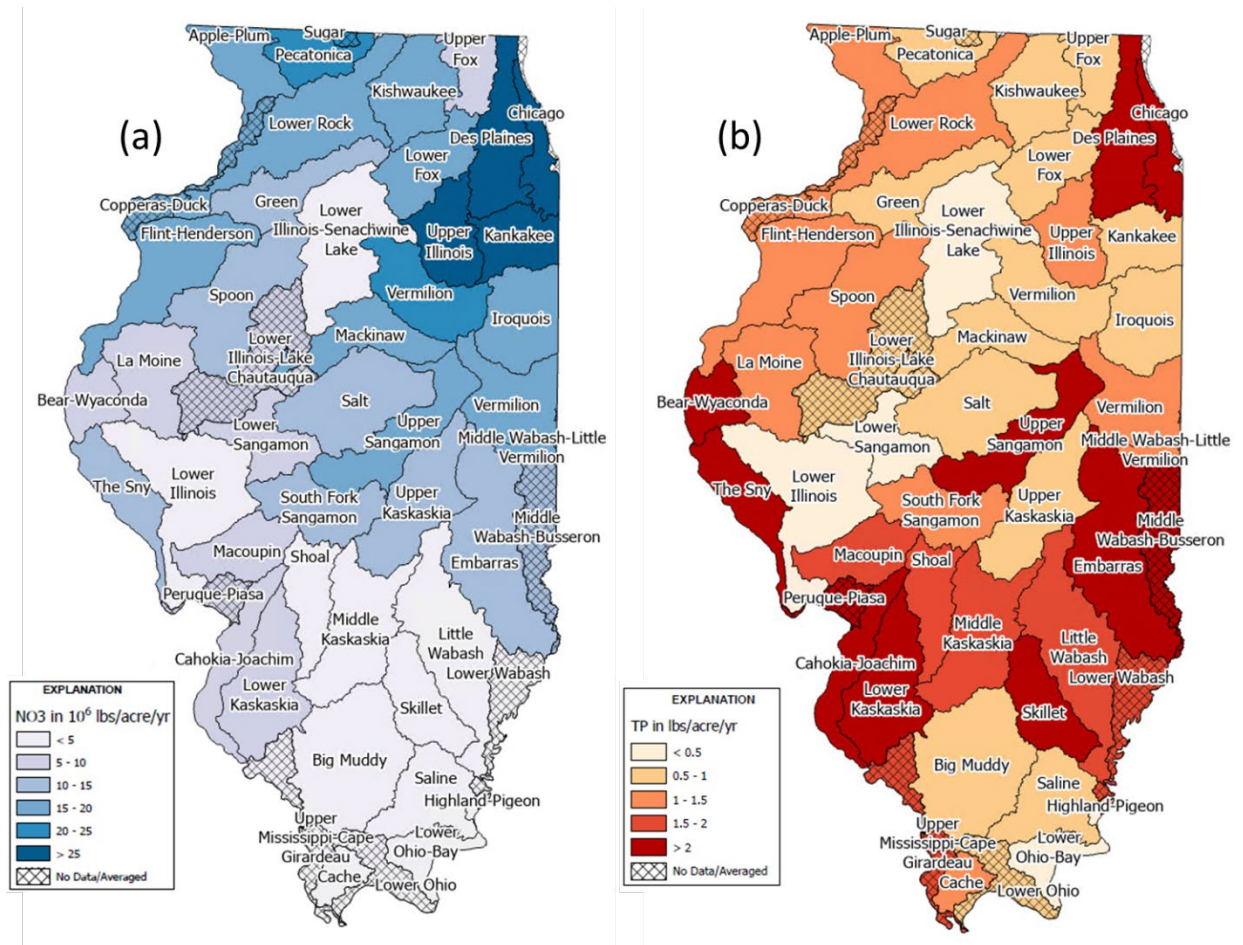 (a)
Apple-Plum
Sugar
Pecatonica
Upper
Fox
Kishwaukee
Chicago
Lower Rock
Des Plaines
Lower
Fox
Copperas-Duck
Green
Lower
Illinois-Senachwine
Lake
Flint-Henderson
Upper
Illinois
Kankakee
Spoon
Vermilion
Iroquois
Lower
Illinois-Lake
Chautauqua
Mackinaw
La Moine
Bear-Wyaconda
Salt
Vermilion
Lower
Sangamon
Upper
Sangamon
Middle Wabash-Little
Vermilion
The Sny
Lower
Illinois
South Fork
Sangamon
Upper
Kaskaskia
Middle
Wabash-Busseron
Macoupin
Shoal
Embarras
Peruque-Piasa
Middle
Kaskaskia
Little
Wabash
Cahokia-Joachim
Lower Wabash
Lower
Kaskaskia
Skillet
Big Muddy
Saline
Highland-Pigeon
Upper
Mississippi-Cape
Girardeau
Lower
Ohio-Bay
Cache
Lower Ohio
EXPLANATION
NO3 in 10⁶ lbs/acre/yr
< 5
5 - 10
10 - 15
15 - 20
20 - 25
> 25
No Data/Averaged
(b)
Apple-Plum
Sugar
Pecatonica
Upper
Fox
Kishwaukee
Chicago
Lower Rock
Des Plaines
Lower
Fox
Copperas-Duck
Green
Lower
Illinois-Senachwine
Lake
Flint-Henderson
Upper
Illinois
Kankakee
Spoon
Vermilion
Iroquois
Lower
Illinois-Lake
Chautauqua
Mackinaw
La Moine
Bear-Wyaconda
Salt
Vermilion
Lower
Sangamon
Upper
Sangamon
Middle Wabash-Little
Vermilion
The Sny
Lower
Illinois
South Fork
Sangamon
Upper
Kaskaskia
Middle
Wabash-Busseron
Macoupin
Shoal
Embarras
Peruque-Piasa
Middle
Kaskaskia
Little
Wabash
Cahokia-Joachim
Lower Wabash
Lower
Kaskaskia
Skillet
Big Muddy
Saline
Highland-Pigeon
Upper
Mississippi-Cape
Girardeau
Lower
Ohio-Bay
Cache
Lower Ohio
EXPLANATION
TP in lbs/acre/yr
< 0.5
0.5 - 1
1 - 1.5
1.5 - 2
> 2
No Data/Averaged